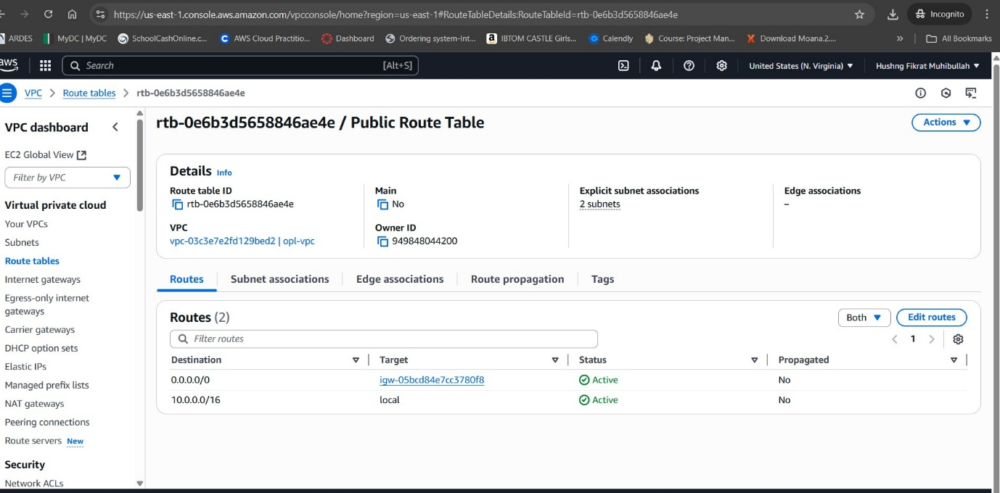 https://us-east-1.console.aws.amazon.com/vpcconsole/home?region=us-east-1#RouteTableDetails:RouteTableId=rtb-0e6b3d5658846ae4e
Incognito
ARDES
MyDC | MyDC
SchoolCashOnline.c...
AWS Cloud Practitio...
Dashboard
Ordering system-Int...
IBTOM CASTLE Girls...
Calendly
Course: Project Man...
Download Moana.2....
»
All Bookmarks
aws
Search
[Alt+S]
United States (N. Virginia)
Hushng Fikrat Muhibullah
VPC
Route tables
rtb-0e6b3d5658846ae4e
VPC dashboard
EC2 Global View
Filter by VPC
Virtual private cloud
Your VPCs
Subnets
Route tables
Internet gateways
Egress-only internet
gateways
Carrier gateways
DHCP option sets
Elastic IPs
Managed prefix lists
NAT gateways
Peering connections
Route servers New
Security
Network ACLs
rtb-0e6b3d5658846ae4e / Public Route Table
Actions
Details Info
Route table ID
rtb-0e6b3d5658846ae4e
Main
No
Explicit subnet associations
2 subnets
Edge associations
–
VPC
vpc-03c3e7e2fd129bed2 | opl-vpc
Owner ID
949848044200
Routes
Subnet associations
Edge associations
Route propagation
Tags
Routes (2)
Both
Edit routes
Filter routes
1
Destination Target Status Propagated
0.0.0.0/0 igw-05bcd84e7cc3780f8 Active No
10.0.0.0/16 local Active No